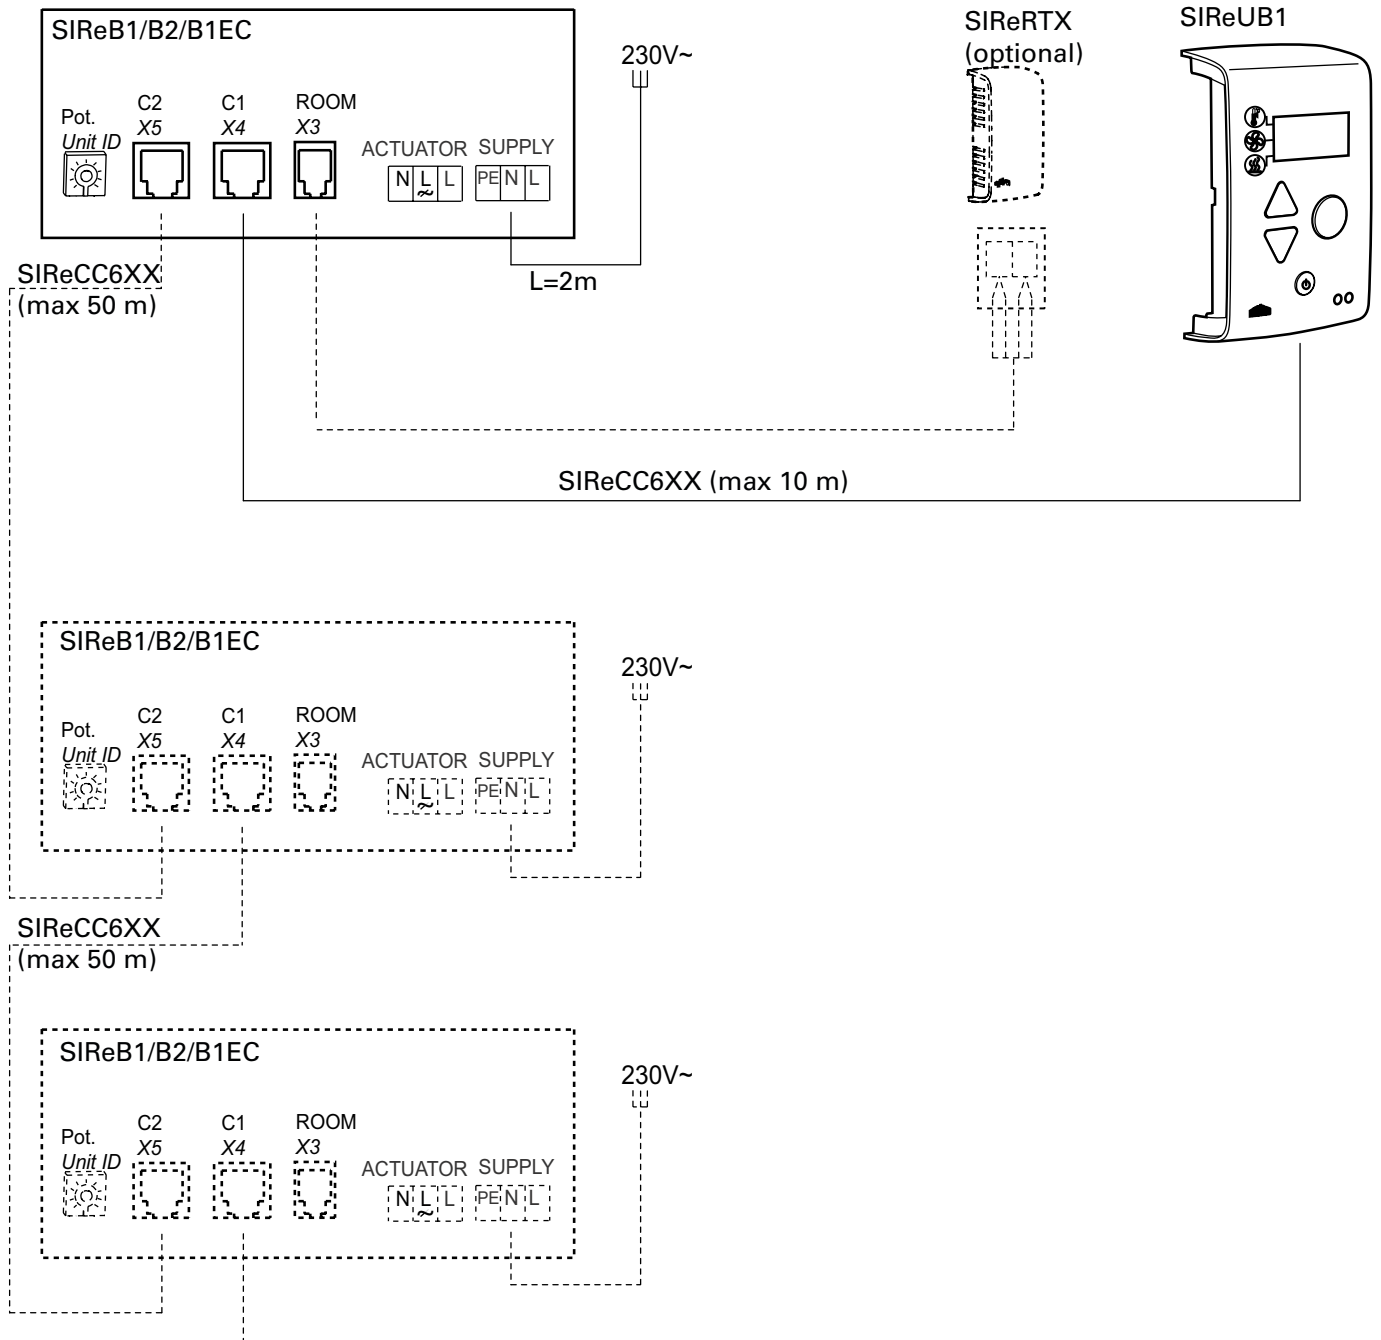 SIReB1/B2/B1EC
230V~
SIReRTX
(optional)
SIReUB1
Pot.
Unit ID
C2
X5
C1
X4
ROOM
X3
ACTUATOR
SUPPLY
N L L
~
PE N L
SIReCC6XX
(max 50 m)
L=2m
SIReCC6XX (max 10 m)
SIReB1/B2/B1EC
230V~
Pot.
Unit ID
C2
X5
C1
X4
ROOM
X3
ACTUATOR
SUPPLY
N L L
~
PE N L
SIReCC6XX
(max 50 m)
SIReB1/B2/B1EC
230V~
Pot.
Unit ID
C2
X5
C1
X4
ROOM
X3
ACTUATOR
SUPPLY
N L L
~
PE N L